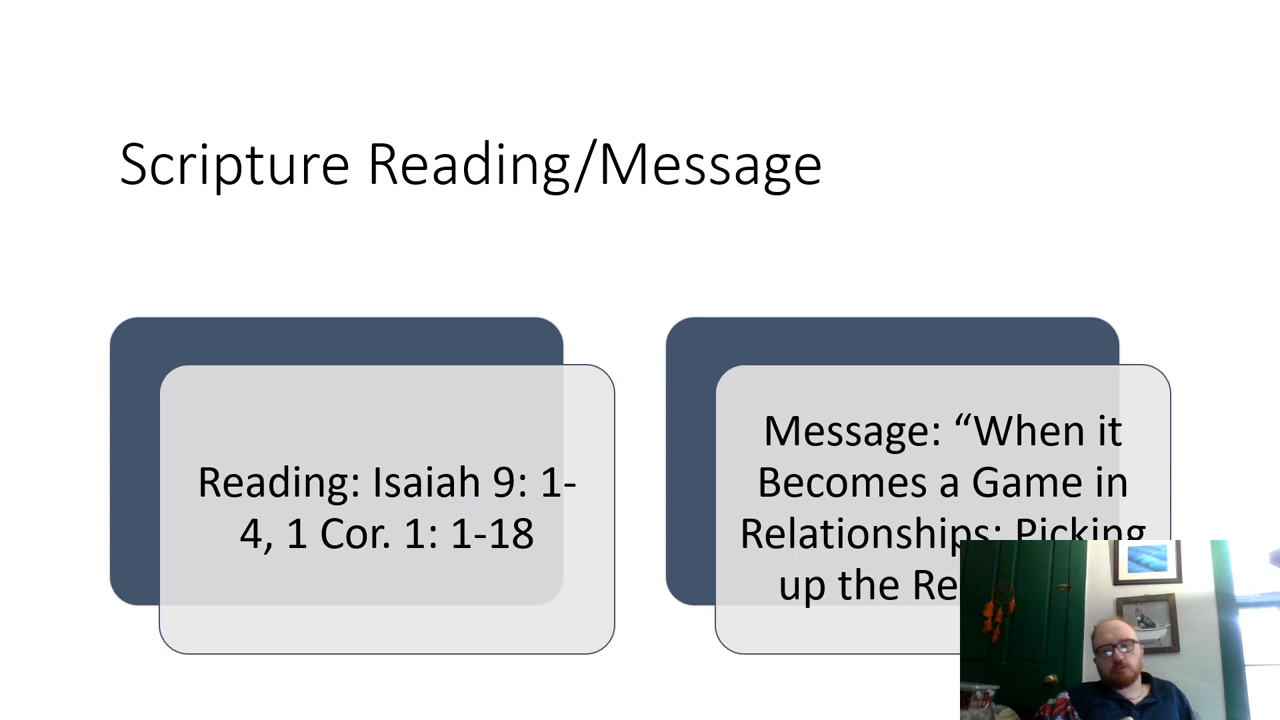 Scripture Reading/Message
Reading: Isaiah 9: 1-
4, 1 Cor. 1: 1-18
Message: “When it
Becomes a Game in
Relationships: Picking
up the